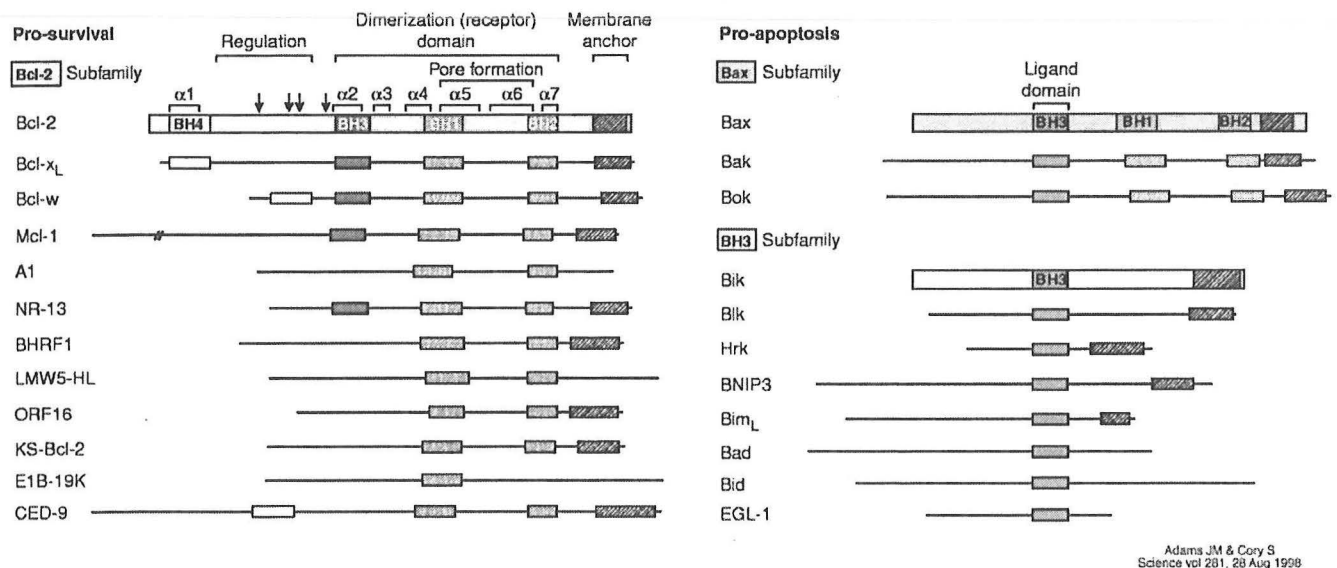 Pro-survival
Regulation
Dimerization (receptor)
domain
Membrane
anchor
Bcl-2 Subfamily
Pore formation
α1
α2
α3
α4
α5
α6
α7
Bcl-2
BH4
BH3
BH1
BH2
Bcl-xL
Bcl-w
Mcl-1
A1
NR-13
BHRF1
LMW5-HL
ORF16
KS-Bcl-2
E1B-19K
CED-9
Pro-apoptosis
Bax Subfamily
Ligand
domain
Bax
BH3
BH1
BH2
Bak
Bok
BH3 Subfamily
Bik
BH3
Blk
Hrk
BNIP3
BimL
Bad
Bid
EGL-1
Adams JM & Cory S
Science vol 281, 28 Aug 1998